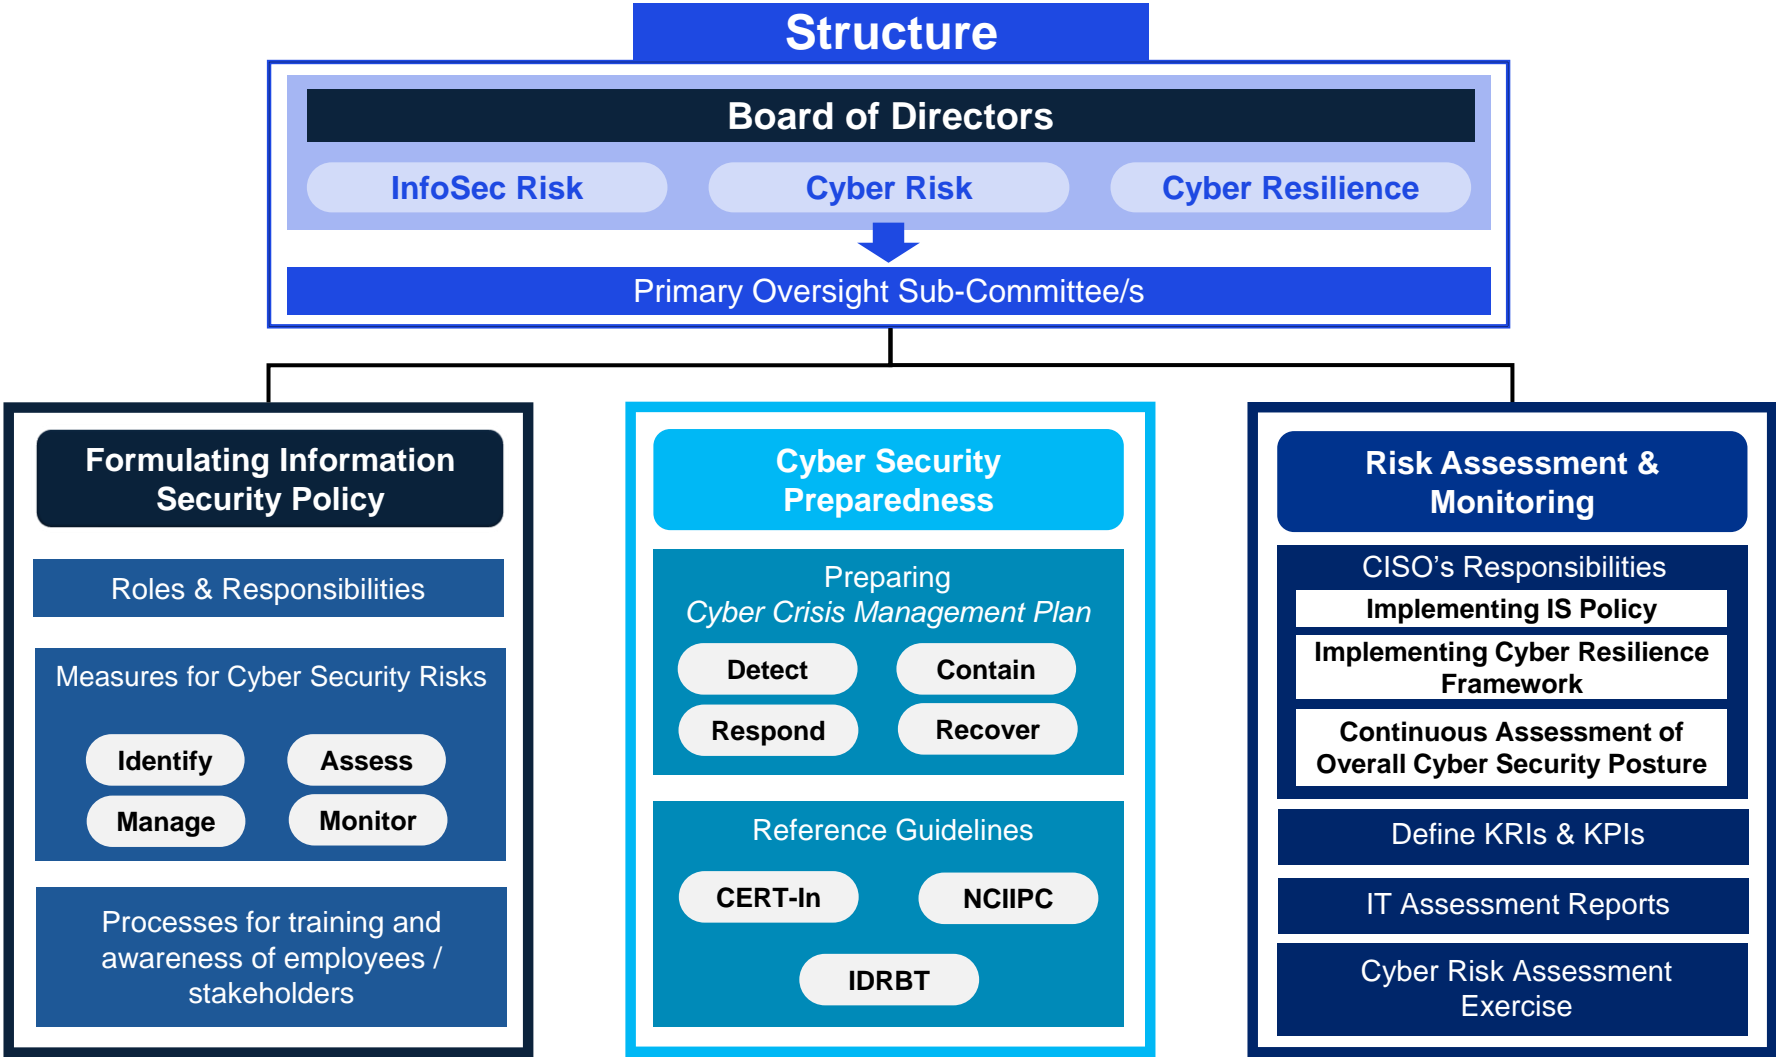 Structure
Board of Directors
InfoSec Risk
Cyber Risk
Cyber Resilience
Primary Oversight Sub-Committee/s
Formulating Information
Security Policy
Roles & Responsibilities
Measures for Cyber Security Risks
Identify
Assess
Manage
Monitor
Processes for training and
awareness of employees /
stakeholders
Cyber Security
Preparedness
Preparing
Cyber Crisis Management Plan
Detect
Contain
Respond
Recover
Reference Guidelines
CERT-In
NCIIPC
IDRBT
Risk Assessment &
Monitoring
CISO’s Responsibilities
Implementing IS Policy
Implementing Cyber Resilience
Framework
Continuous Assessment of
Overall Cyber Security Posture
Define KRIs & KPIs
IT Assessment Reports
Cyber Risk Assessment
Exercise